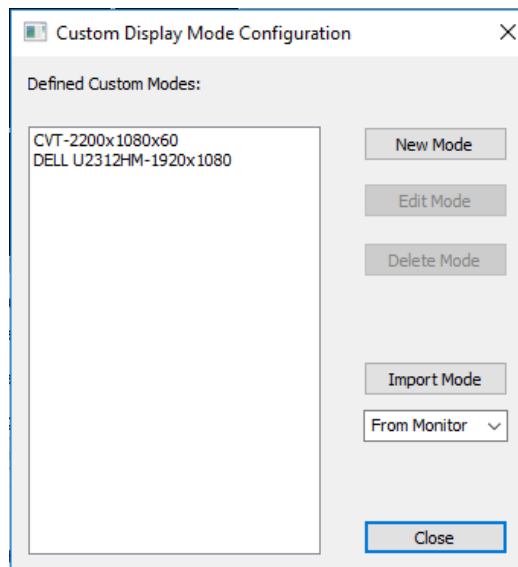 Custom Display Mode Configuration
Defined Custom Modes:
CVT-2200x1080x60
DELL U2312HM-1920x1080
New Mode
Edit Mode
Delete Mode
Import Mode
From Monitor
Close